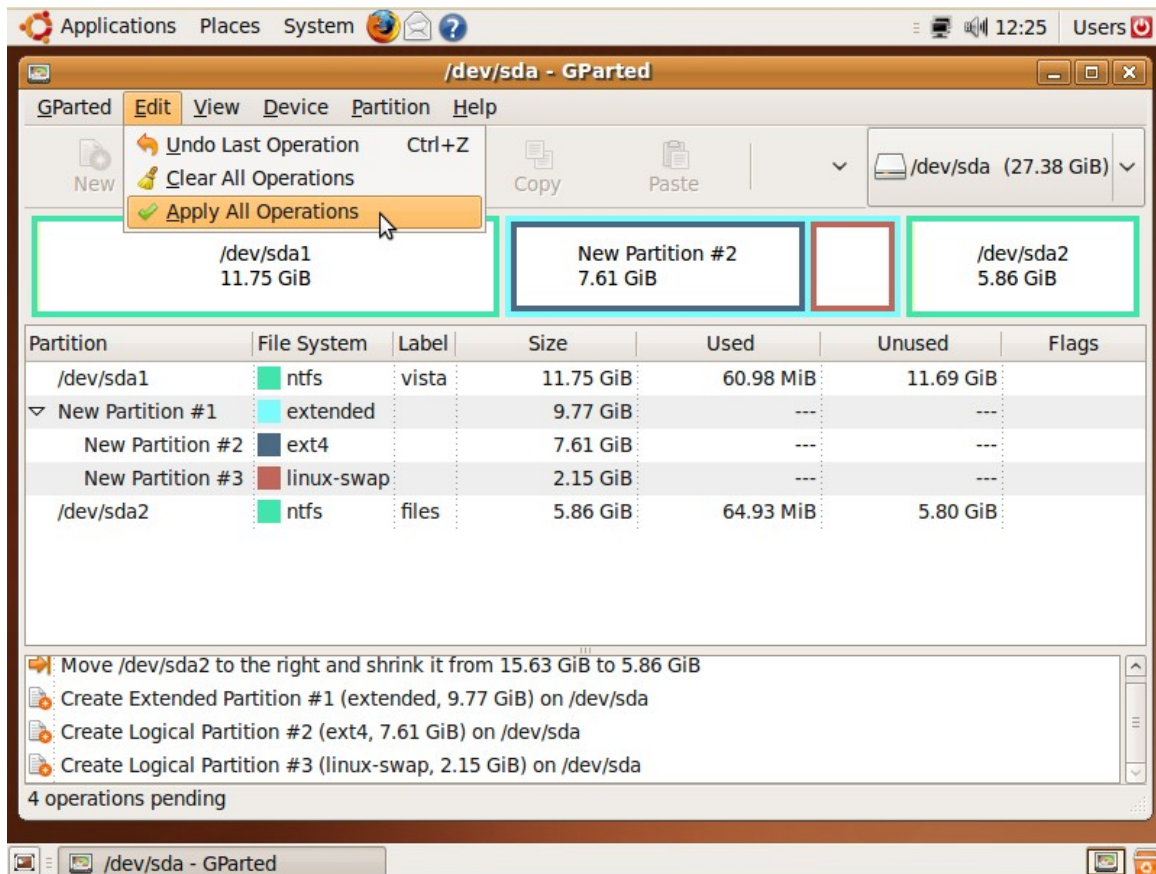 Applications Places System 12:25 Users
/dev/sda - GParted
GParted Edit View Device Partition Help
Undo Last Operation Ctrl+Z
Clear All Operations
Apply All Operations
New Copy Paste /dev/sda (27.38 GiB)
/dev/sda1 New Partition #2 /dev/sda2
11.75 GiB 7.61 GiB 5.86 GiB
Partition File System Label Size Used Unused Flags
/dev/sda1 ntfs vista 11.75 GiB 60.98 MiB 11.69 GiB
New Partition #1 extended 9.77 GiB --- ---
New Partition #2 ext4 7.61 GiB --- ---
New Partition #3 linux-swap 2.15 GiB --- ---
/dev/sda2 ntfs files 5.86 GiB 64.93 MiB 5.80 GiB
Move /dev/sda2 to the right and shrink it from 15.63 GiB to 5.86 GiB
Create Extended Partition #1 (extended, 9.77 GiB) on /dev/sda
Create Logical Partition #2 (ext4, 7.61 GiB) on /dev/sda
Create Logical Partition #3 (linux-swap, 2.15 GiB) on /dev/sda
4 operations pending
/dev/sda - GParted